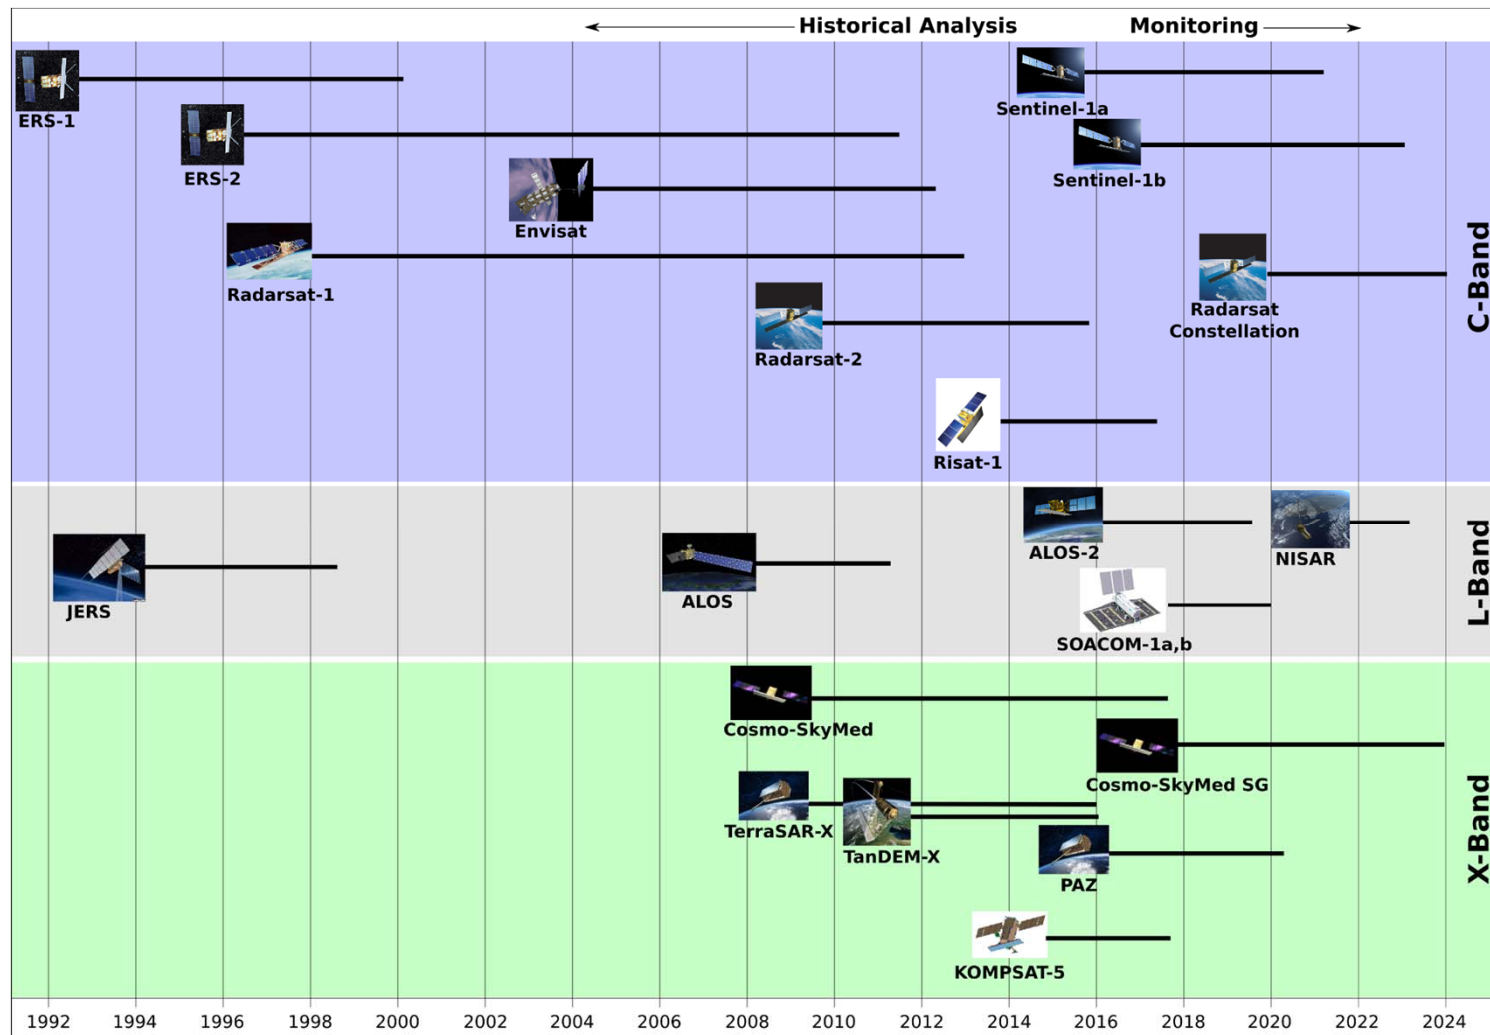 Historical Analysis
Monitoring
ERS-1
ERS-2
Envisat
Radarsat-1
Radarsat-2
Risat-1
Sentinel-1a
Sentinel-1b
Radarsat
Constellation
C-Band
JERS
ALOS
ALOS-2
NISAR
SOACOM-1a,b
L-Band
Cosmo-SkyMed
Cosmo-SkyMed SG
TerraSAR-X
TanDEM-X
PAZ
KOMPSAT-5
X-Band
1992 1994 1996 1998 2000 2002 2004 2006 2008 2010 2012 2014 2016 2018 2020 2022 2024